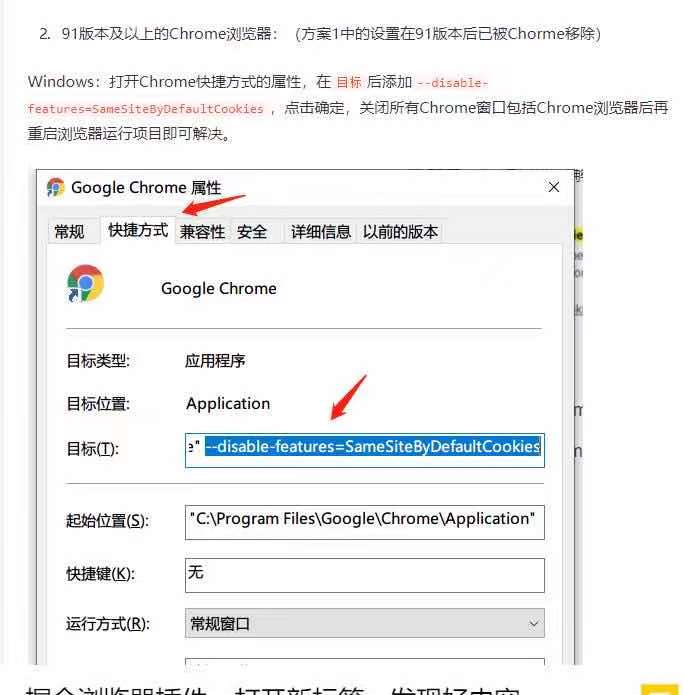 2. 91版本及以上的Chrome浏览器：（方案1中的设置在91版本后已被Chorme移除）
Windows：打开Chrome快捷方式的属性，在 目标 后添加 --disable-
features=SameSiteByDefaultCookies ，点击确定，关闭所有Chrome窗口包括Chrome浏览器后再
重启浏览器运行项目即可解决。
Google Chrome 属性
常规 快捷方式 兼容性 安全 详细信息 以前的版本
Google Chrome
目标类型: 应用程序
目标位置: Application
目标(T): e" --disable-features=SameSiteByDefaultCookies
起始位置(S): "C:\Program Files\Google\Chrome\Application"
快捷键(K): 无
运行方式(R): 常规窗口